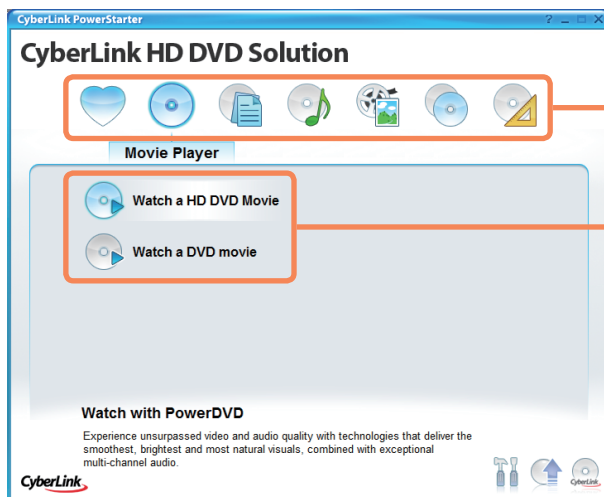 CyberLink PowerStarter
CyberLink HD DVD Solution
Movie Player
Watch a HD DVD Movie
Watch a DVD movie
Watch with PowerDVD
Experience unsurpassed video and audio quality with technologies that deliver the
smoothest, brightest and most natural visuals, combined with exceptional
multi-channel audio.
CyberLink
CyberLink